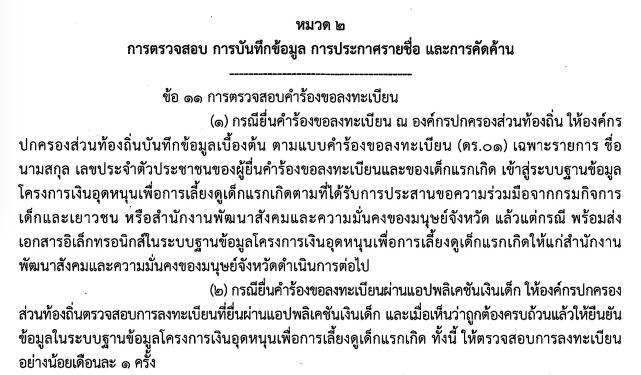 หมวด ๒
การตรวจสอบ การบันทึกข้อมูล การประกาศรายชื่อ และการคัดค้าน
ข้อ ๑๑ การตรวจสอบคำร้องขอลงทะเบียน
(๑) กรณียื่นคำร้องขอลงทะเบียน ณ องค์กรปกครองส่วนท้องถิ่น ให้องค์กร
ปกครองส่วนท้องถิ่นบันทึกข้อมูลเบื้องต้น ตามแบบคำร้องขอลงทะเบียน (ดร.๐๑) เฉพาะรายการ ชื่อ
นามสกุล เลขประจำตัวประชาชนของผู้ยื่นคำร้องขอลงทะเบียนและของเด็กแรกเกิด เข้าสู่ระบบฐานข้อมูล
โครงการเงินอุดหนุนเพื่อการเลี้ยงดูเด็กแรกเกิดตามที่ได้รับการประสานขอความร่วมมือจากกรมกิจการ
เด็กและเยาวชน หรือสำนักงานพัฒนาสังคมและความมั่นคงของมนุษย์จังหวัด แล้วแต่กรณี พร้อมส่ง
เอกสารอิเล็กทรอนิกส์ในระบบฐานข้อมูลโครงการเงินอุดหนุนเพื่อการเลี้ยงดูเด็กแรกเกิดให้แก่สำนักงาน
พัฒนาสังคมและความมั่นคงของมนุษย์จังหวัดดำเนินการต่อไป
(๒) กรณียื่นคำร้องขอลงทะเบียนผ่านแอปพลิเคชันเงินเด็ก ให้องค์กรปกครอง
ส่วนท้องถิ่นตรวจสอบการลงทะเบียนที่ยื่นผ่านแอปพลิเคชันเงินเด็ก และเมื่อเห็นว่าถูกต้องครบถ้วนแล้วให้ยืนยัน
ข้อมูลในระบบฐานข้อมูลโครงการเงินอุดหนุนเพื่อการเลี้ยงดูเด็กแรกเกิด ทั้งนี้ ให้ตรวจสอบการลงทะเบียน
อย่างน้อยเดือนละ ๑ ครั้ง